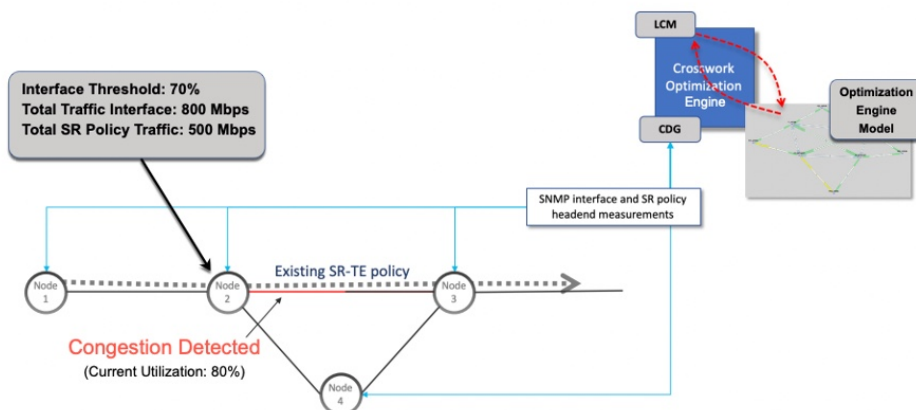 LCM
Crosswork
Optimization
Engine
CDG
Optimization
Engine
Model
Interface Threshold: 70%
Total Traffic Interface: 800 Mbps
Total SR Policy Traffic: 500 Mbps
SNMP interface and SR policy
headend measurements
Existing SR-TE policy
Node
1
Node
2
Node
3
Congestion Detected
(Current Utilization: 80%)
Node
4